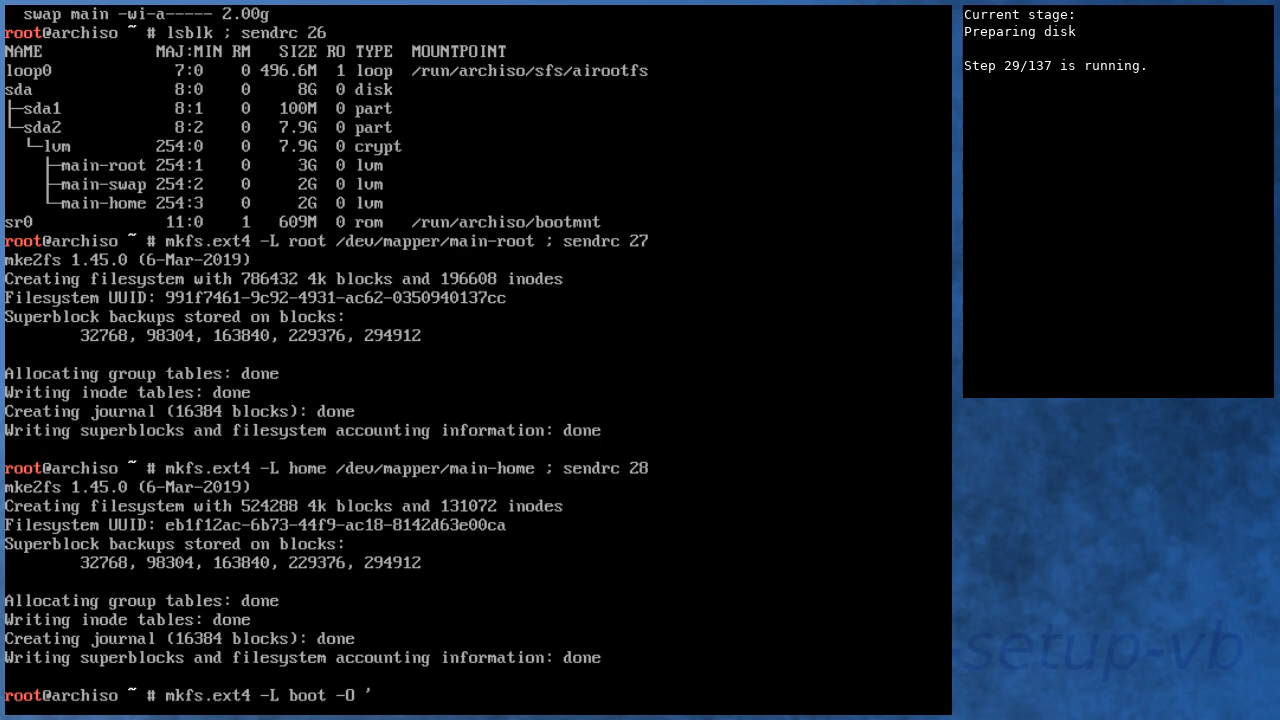 swap main -wi-a----- 2.00g
root@archiso ~ # lsblk ; sendrc 26
NAME            MAJ:MIN RM   SIZE RO TYPE  MOUNTPOINT
loop0             7:0    0 496.6M  1 loop  /run/archiso/sfs/airootfs
sda               8:0    0     8G  0 disk
├─sda1            8:1    0   100M  0 part
└─sda2            8:2    0   7.9G  0 part
  └─lvm         254:0    0   7.9G  0 crypt
    ├─main-root 254:1    0     3G  0 lvm
    ├─main-swap 254:2    0     2G  0 lvm
    └─main-home 254:3    0     2G  0 lvm
sr0              11:0    1   609M  0 rom   /run/archiso/bootmnt
root@archiso ~ # mkfs.ext4 -L root /dev/mapper/main-root ; sendrc 27
mke2fs 1.45.0 (6-Mar-2019)
Creating filesystem with 786432 4k blocks and 196608 inodes
Filesystem UUID: 991f7461-9c92-4931-ac62-0350940137cc
Superblock backups stored on blocks:
        32768, 98304, 163840, 229376, 294912

Allocating group tables: done
Writing inode tables: done
Creating journal (16384 blocks): done
Writing superblocks and filesystem accounting information: done

root@archiso ~ # mkfs.ext4 -L home /dev/mapper/main-home ; sendrc 28
mke2fs 1.45.0 (6-Mar-2019)
Creating filesystem with 524288 4k blocks and 131072 inodes
Filesystem UUID: eb1f12ac-6b73-44f9-ac18-8142d63e00ca
Superblock backups stored on blocks:
        32768, 98304, 163840, 229376, 294912

Allocating group tables: done
Writing inode tables: done
Creating journal (16384 blocks): done
Writing superblocks and filesystem accounting information: done

root@archiso ~ # mkfs.ext4 -L boot -O '
Current stage:
Preparing disk

Step 29/137 is running.
-setup-vb